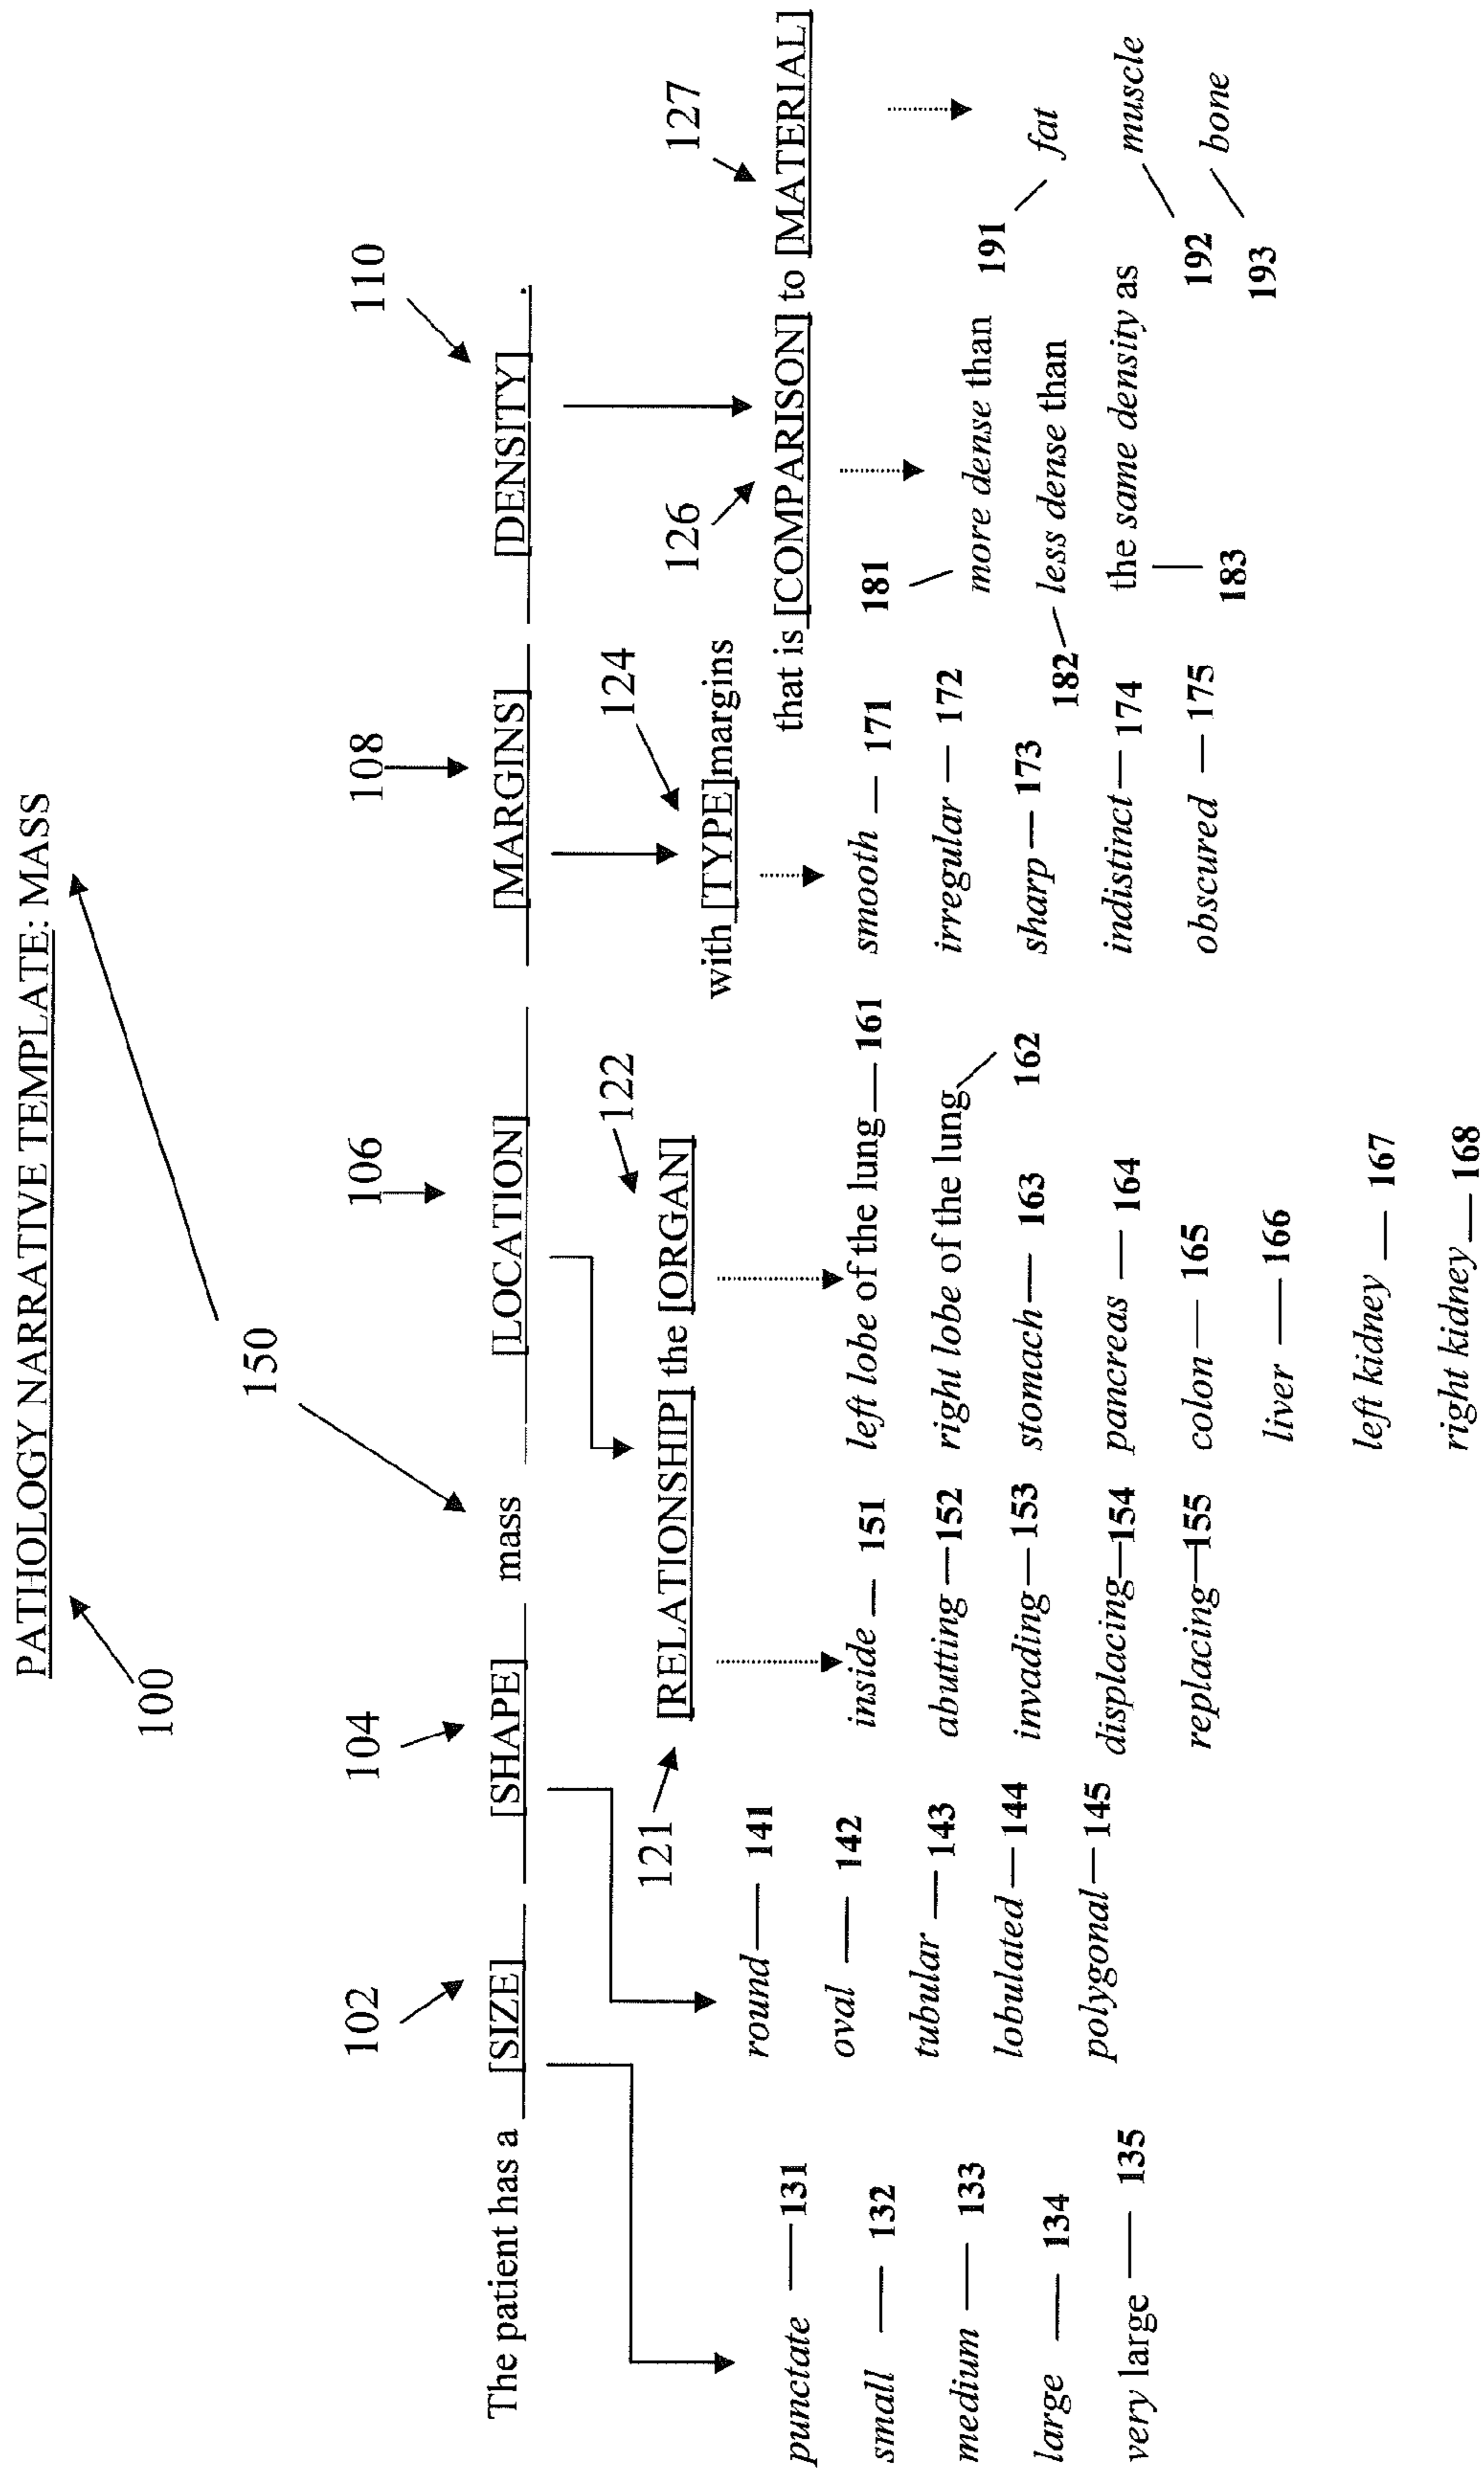 PATHOLOGY NARRATIVE TEMPLATE: MASS
100
150
102
104
106
108
110
The patient has a [SIZE] [SHAPE] mass [LOCATION] [MARGINS] [DENSITY].
121
122
124
126
127
[RELATIONSHIP] the [ORGAN]
with [TYPE] margins
that is [COMPARISON] to [MATERIAL]
punctate 131
small 132
medium 133
large 134
very large 135
round 141
oval 142
tubular 143
lobulated 144
polygonal 145
inside 151
abutting 152
invading 153
displacing 154
replacing 155
left lobe of the lung 161
right lobe of the lung 162
stomach 163
pancreas 164
colon 165
liver 166
left kidney 167
right kidney 168
smooth 171
irregular 172
sharp 173
indistinct 174
obscured 175
181 more dense than
182 less dense than
the same density as
183
191 fat
192 muscle
193 bone